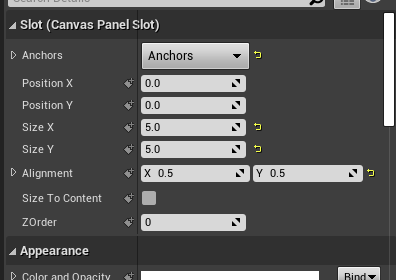 Search Details
Slot (Canvas Panel Slot)
Anchors Anchors
Position X 0.0
Position Y 0.0
Size X 5.0
Size Y 5.0
Alignment X 0.5 Y 0.5
Size To Content
ZOrder 0
Appearance
Color and Opacity Bind